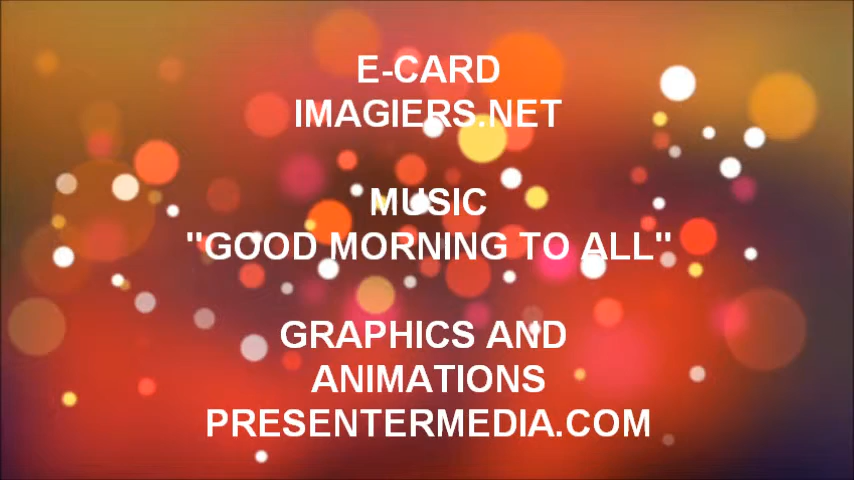 E-CARD
IMAGIERS.NET
MUSIC
"GOOD MORNING TO ALL"
GRAPHICS AND
ANIMATIONS
PRESENTERMEDIA.COM